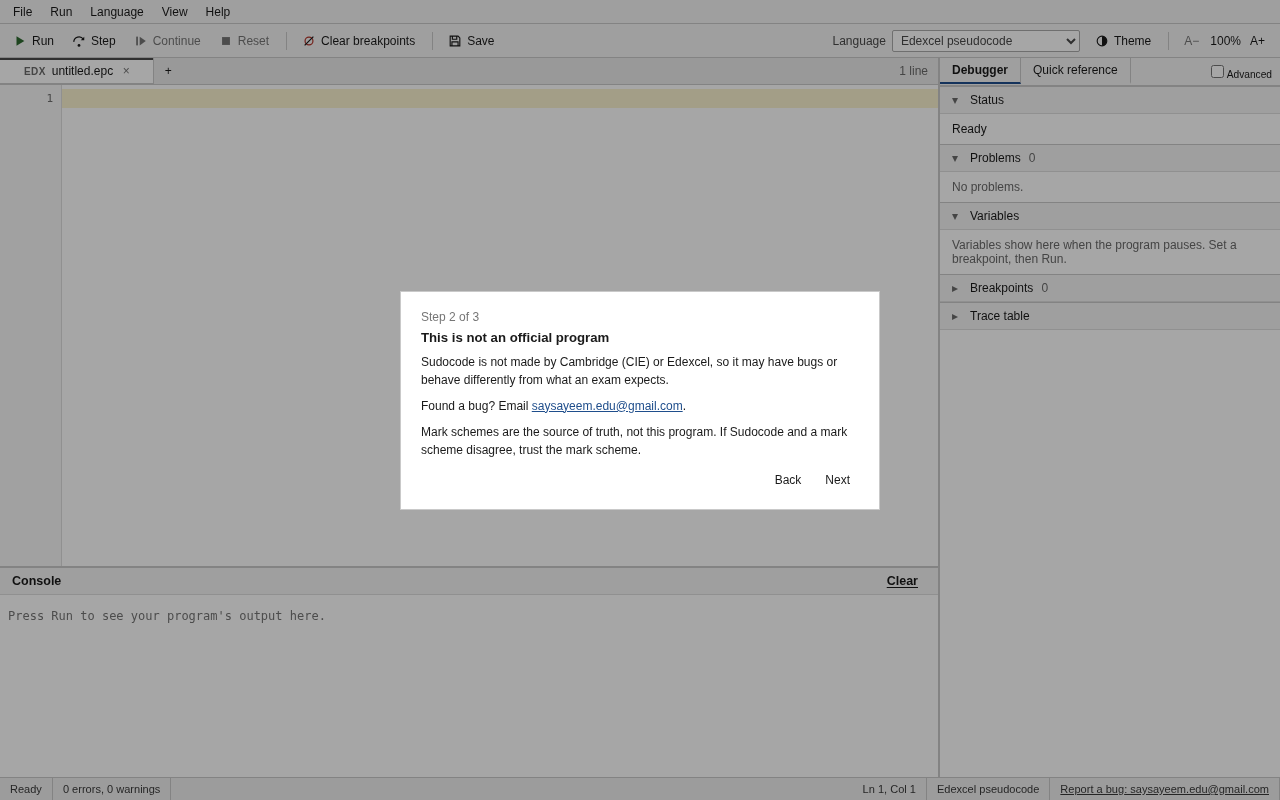 File Run Language View Help
Run Step Continue Reset Clear breakpoints Save Language Edexcel pseudocode Theme A− 100% A+
EDX untitled.epc × + 1 line
Debugger Quick reference Advanced
1
▾ Status
Ready
▾ Problems 0
No problems.
▾ Variables
Variables show here when the program pauses. Set a
breakpoint, then Run.
▸ Breakpoints 0
▸ Trace table
Step 2 of 3
This is not an official program
Sudocode is not made by Cambridge (CIE) or Edexcel, so it may have bugs or
behave differently from what an exam expects.
Found a bug? Email saysayeem.edu@gmail.com.
Mark schemes are the source of truth, not this program. If Sudocode and a mark
scheme disagree, trust the mark scheme.
Back Next
Console Clear
Press Run to see your program's output here.
Ready 0 errors, 0 warnings Ln 1, Col 1 Edexcel pseudocode Report a bug: saysayeem.edu@gmail.com